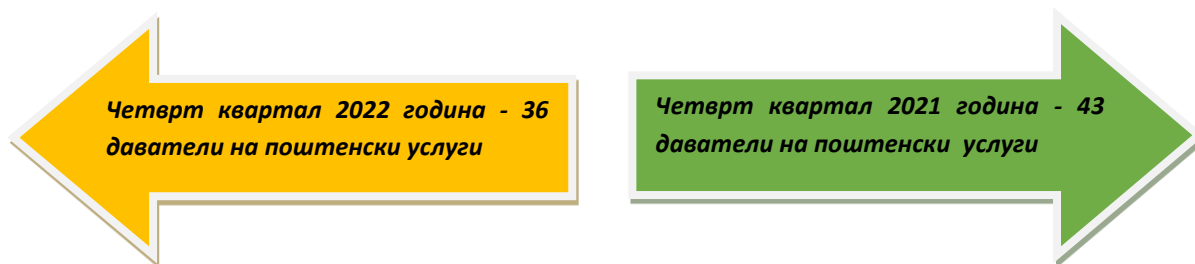 Четврт квартал 2022 година - 36
даватели на поштенски услуги
Четврт квартал 2021 година - 43
даватели на поштенски услуги